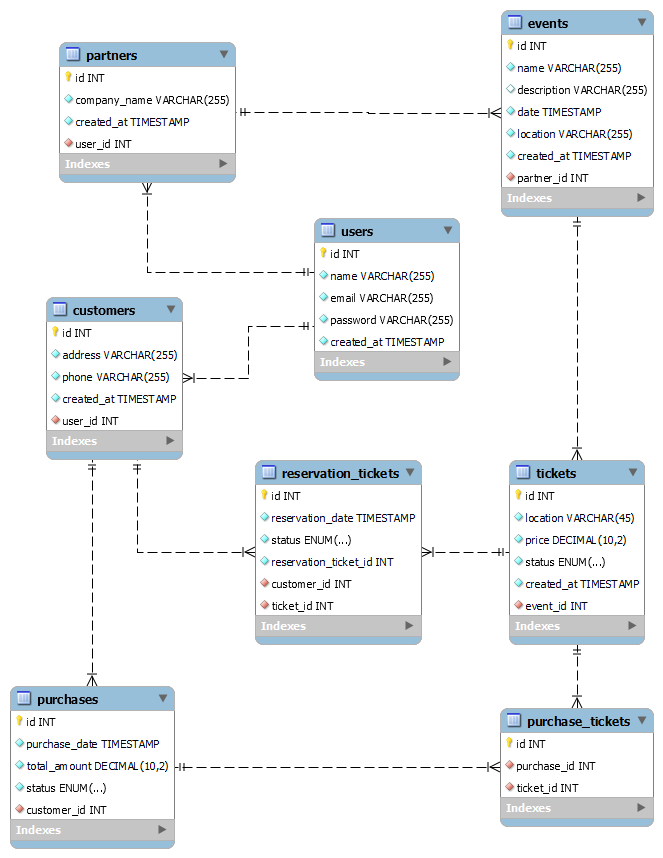 partners
id INT
company_name VARCHAR(255)
created_at TIMESTAMP
user_id INT
Indexes
events
id INT
name VARCHAR(255)
description VARCHAR(255)
date TIMESTAMP
location VARCHAR(255)
created_at TIMESTAMP
partner_id INT
Indexes
users
id INT
name VARCHAR(255)
email VARCHAR(255)
password VARCHAR(255)
created_at TIMESTAMP
Indexes
customers
id INT
address VARCHAR(255)
phone VARCHAR(255)
created_at TIMESTAMP
user_id INT
Indexes
reservation_tickets
id INT
reservation_date TIMESTAMP
status ENUM(...)
reservation_ticket_id INT
customer_id INT
ticket_id INT
Indexes
tickets
id INT
location VARCHAR(45)
price DECIMAL(10,2)
status ENUM(...)
created_at TIMESTAMP
event_id INT
Indexes
purchases
id INT
purchase_date TIMESTAMP
total_amount DECIMAL(10,2)
status ENUM(...)
customer_id INT
Indexes
purchase_tickets
id INT
purchase_id INT
ticket_id INT
Indexes